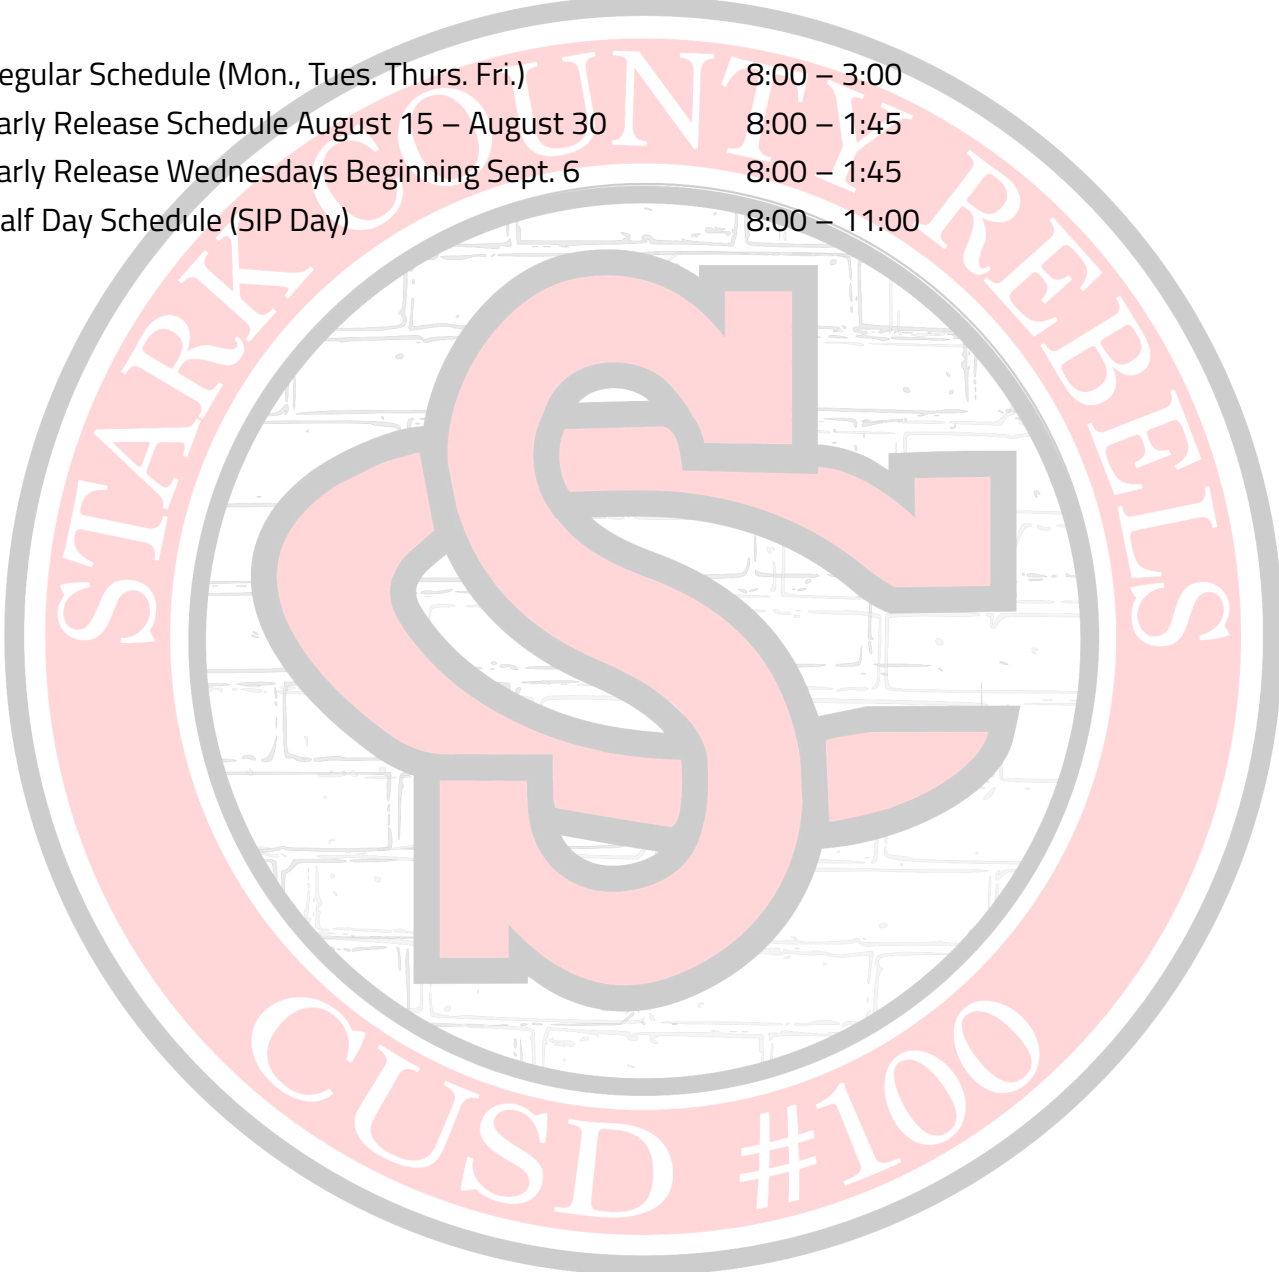 egular Schedule (Mon., Tues. Thurs. Fri.) 8:00 – 3:00
arly Release Schedule August 15 – August 30 8:00 – 1:45
arly Release Wednesdays Beginning Sept. 6 8:00 – 1:45
alf Day Schedule (SIP Day) 8:00 – 11:00
STARK COUNTY REBELS
SC
CUSD #100